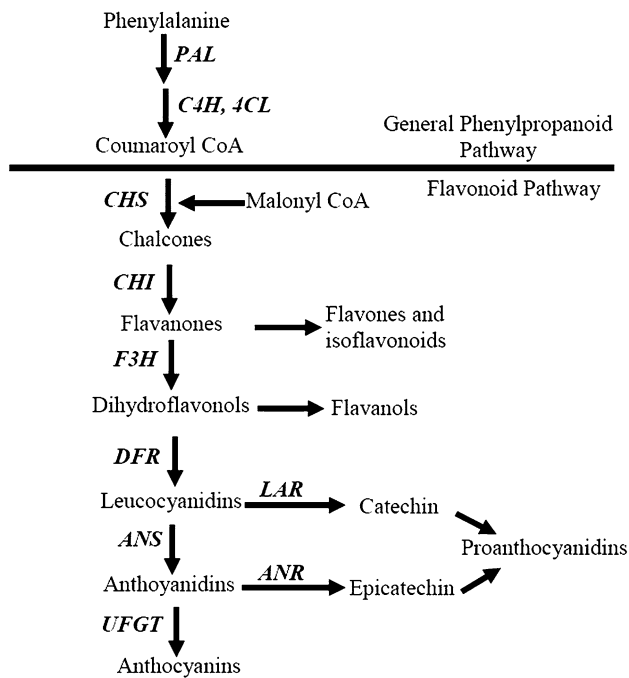 Phenylalanine
PAL
C4H, 4CL
Coumaroyl CoA
General Phenylpropanoid
Pathway
Flavonoid Pathway
CHS
Malonyl CoA
Chalcones
CHI
Flavanones
Flavones and
isoflavonoids
F3H
Dihydroflavonols
Flavanols
DFR
Leucocyanidins
LAR
Catechin
ANS
Proanthocyanidins
Anthoyanidins
ANR
Epicatechin
UFGT
Anthocyanins